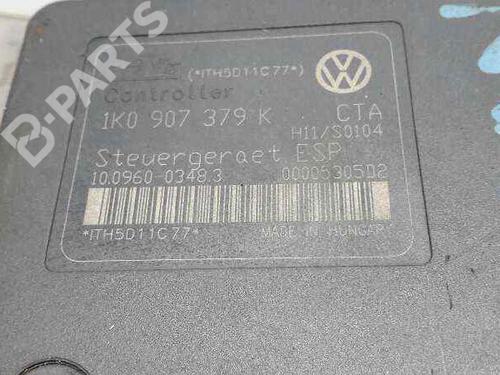 (*ITH5D11C77*)
Controller
1K0 907 379 K CTA
H11/S0104
Steuergeraet ESP
10.0960-0348.3 00005305D2
*ITH5D11C77* MADE IN HUNGARY
B-PARTS